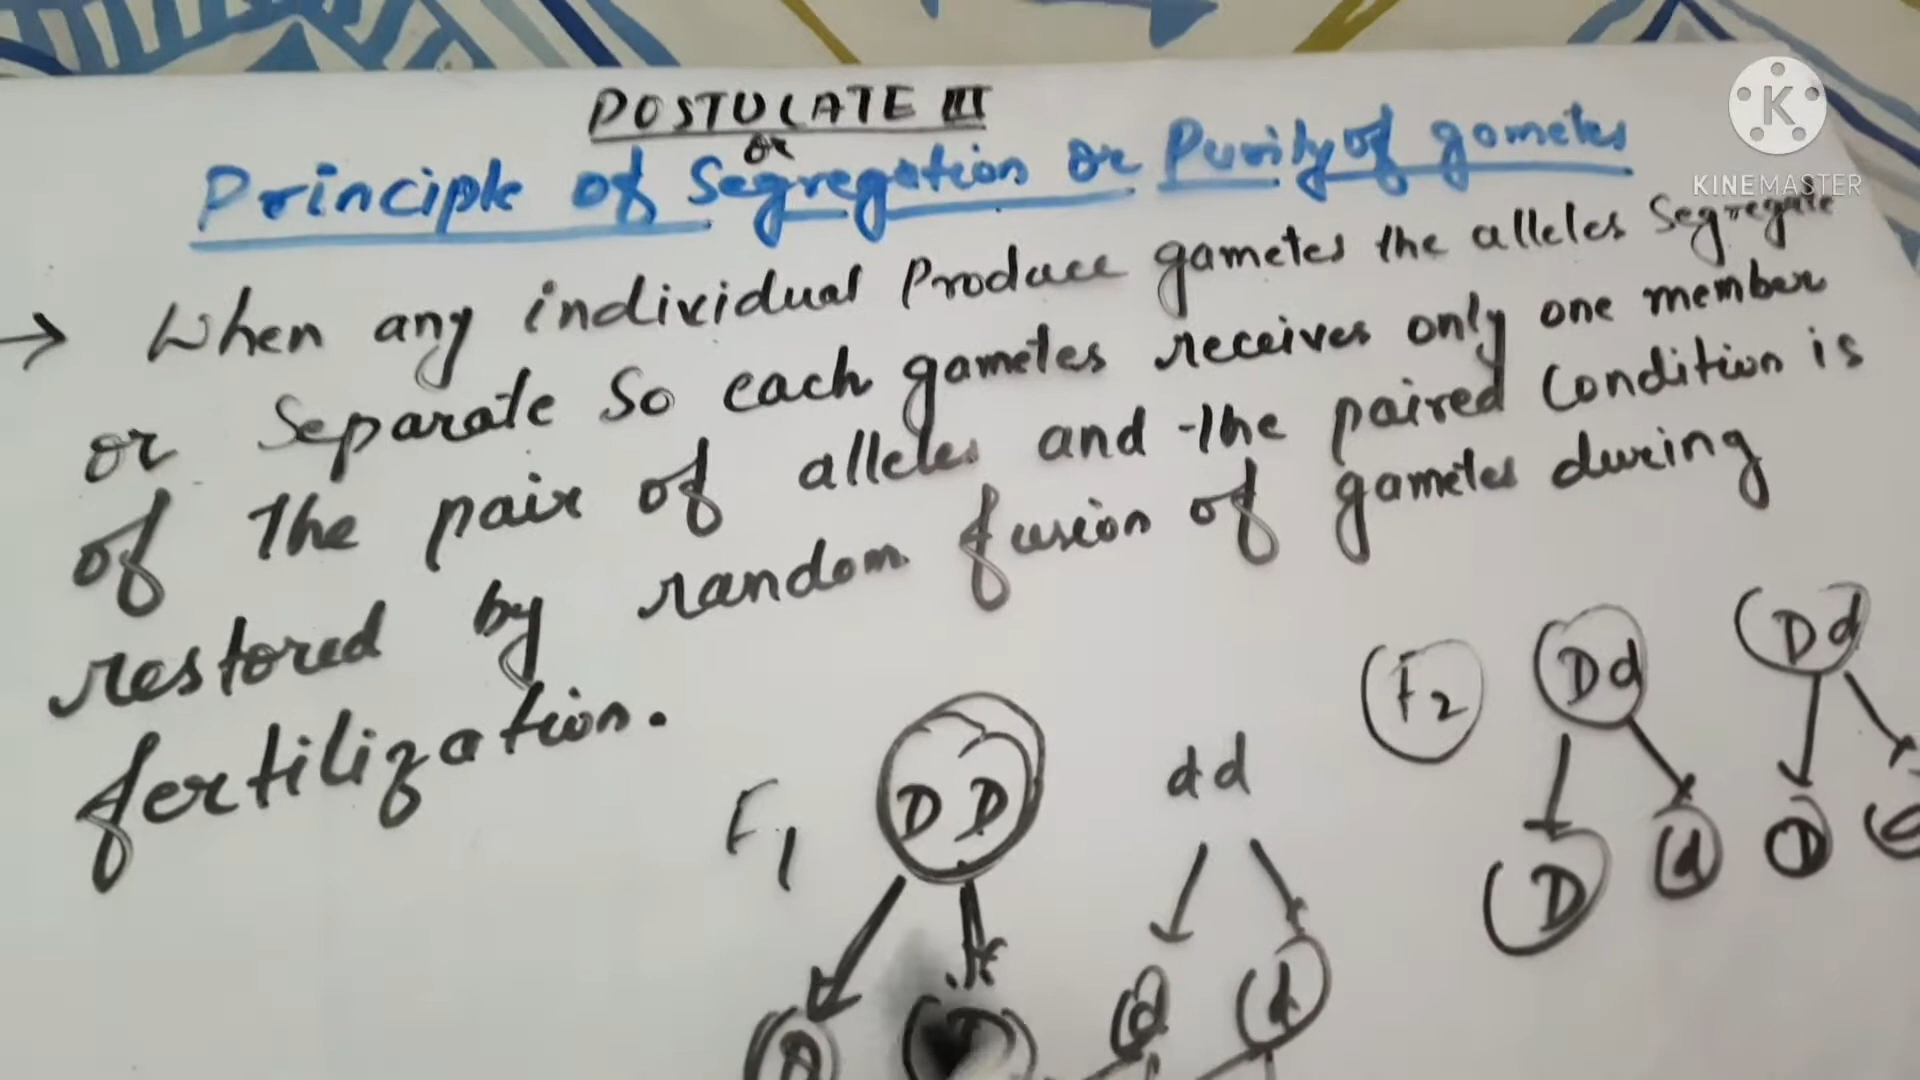 POSTULATE III
or
Principle of Segregation or Purity of gametes
→ When any individual Produce gametes the alleles Segregate
or Separate So each gametes receives only one member
of The pair of alleles and the paired Condition is
restored by random fusion of gametes during
fertilization.
F2 Dd Dd
F1 DD dd
D d D
D d d
KINEMASTER